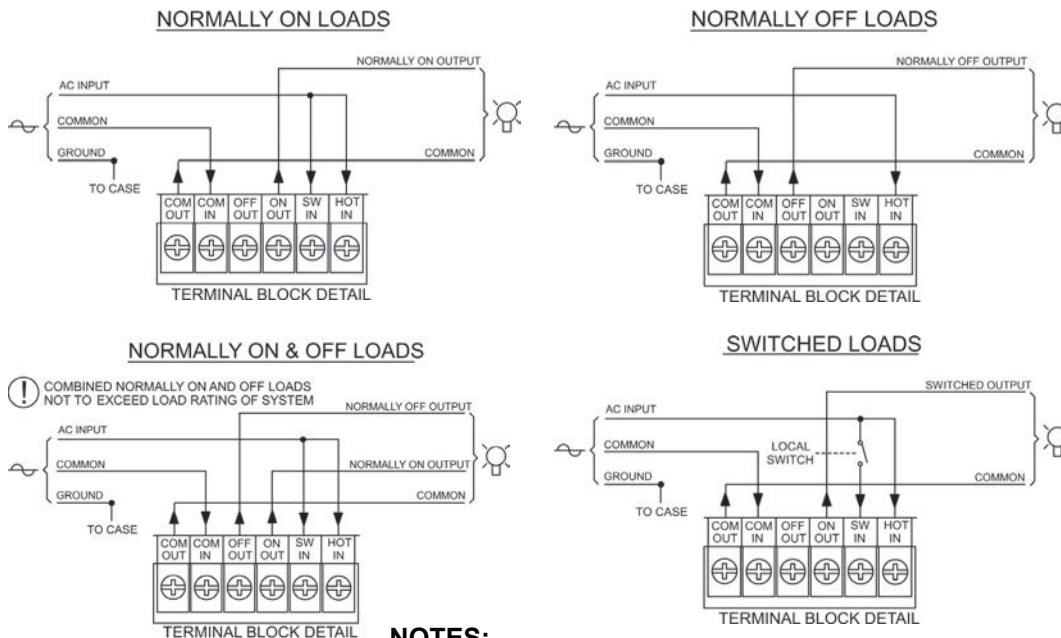 NORMALLY ON LOADS
NORMALLY ON OUTPUT
AC INPUT
COMMON
GROUND
COMMON
TO CASE
COM OUT COM IN OFF OUT ON OUT SW IN HOT IN
TERMINAL BLOCK DETAIL
NORMALLY OFF LOADS
NORMALLY OFF OUTPUT
AC INPUT
COMMON
GROUND
COMMON
TO CASE
COM OUT COM IN OFF OUT ON OUT SW IN HOT IN
TERMINAL BLOCK DETAIL
NORMALLY ON & OFF LOADS
! COMBINED NORMALLY ON AND OFF LOADS
NOT TO EXCEED LOAD RATING OF SYSTEM
NORMALLY OFF OUTPUT
AC INPUT
COMMON
NORMALLY ON OUTPUT
GROUND
COMMON
TO CASE
COM OUT COM IN OFF OUT ON OUT SW IN HOT IN
TERMINAL BLOCK DETAIL
SWITCHED LOADS
SWITCHED OUTPUT
AC INPUT
COMMON
LOCAL
SWITCH
GROUND
COMMON
TO CASE
COM OUT COM IN OFF OUT ON OUT SW IN HOT IN
TERMINAL BLOCK DETAIL
NOTES: